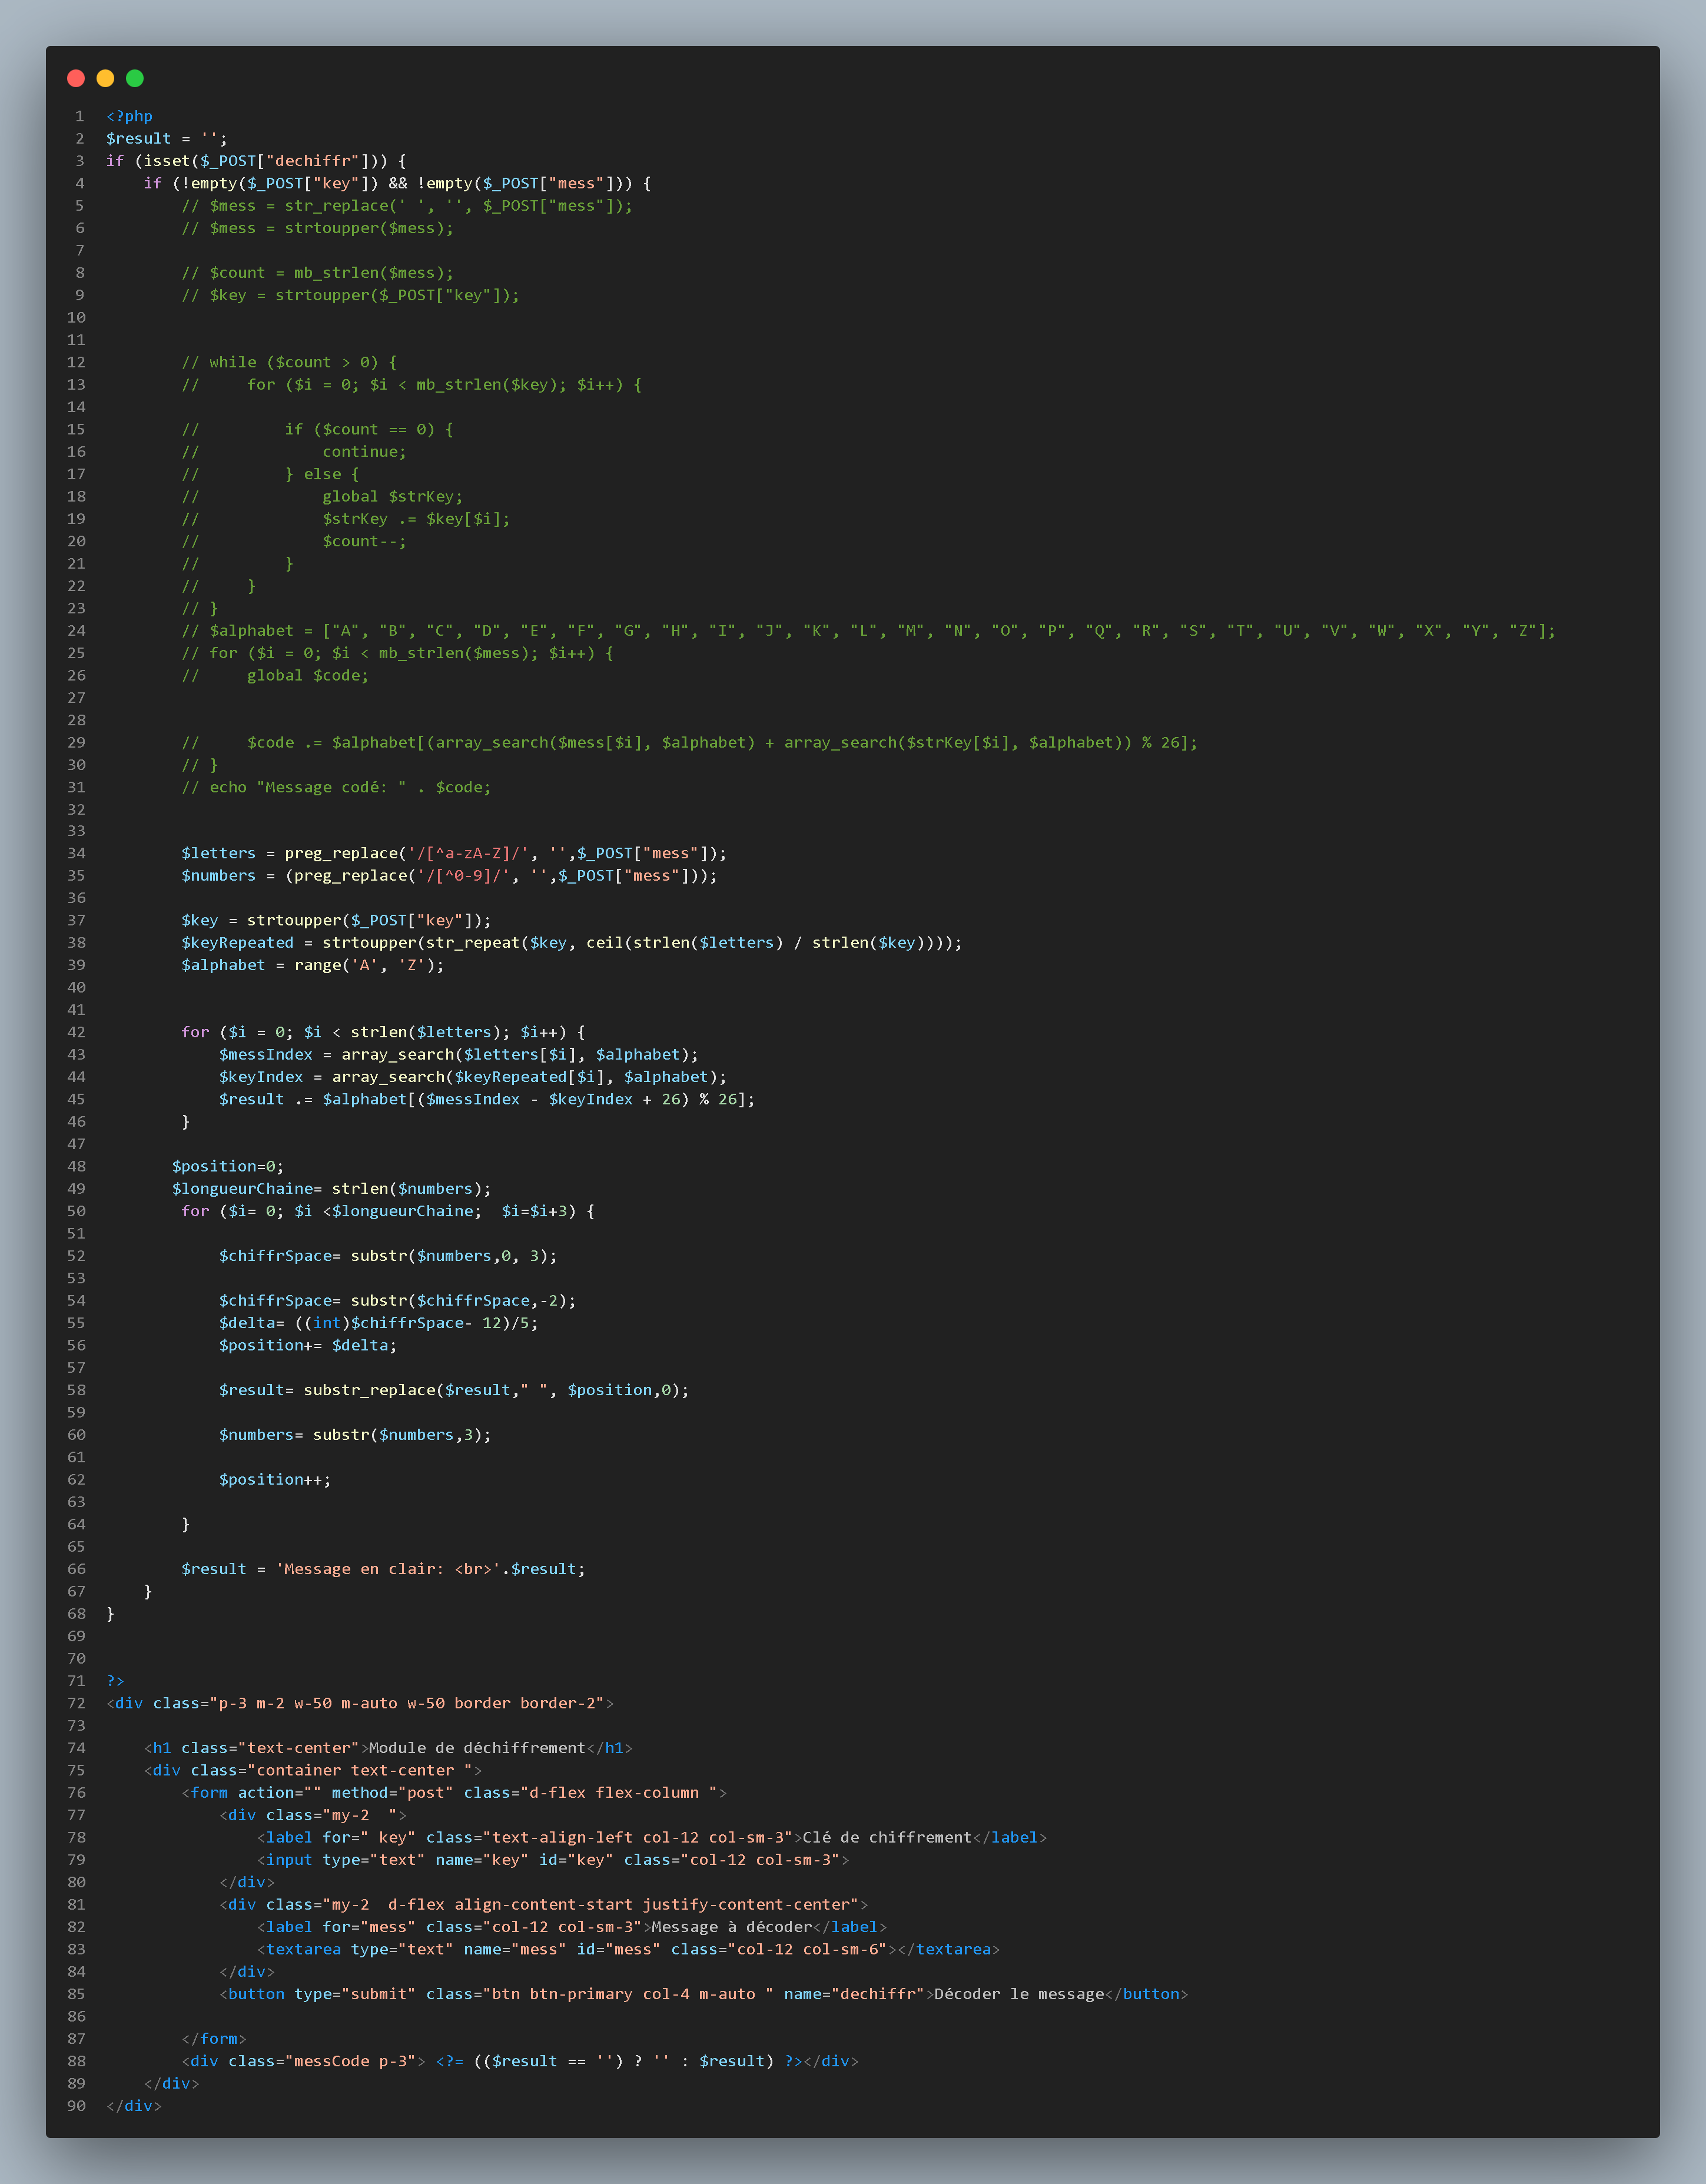 1 <?php
2 $result = '';
3 if (isset($_POST["dechiffr"])) {
4     if (!empty($_POST["key"]) && !empty($_POST["mess"])) {
5         // $mess = str_replace(' ', '', $_POST["mess"]);
6         // $mess = strtoupper($mess);
7
8         // $count = mb_strlen($mess);
9         // $key = strtoupper($_POST["key"]);
10
11
12         // while ($count > 0) {
13         //     for ($i = 0; $i < mb_strlen($key); $i++) {
14
15         //         if ($count == 0) {
16         //             continue;
17         //         } else {
18         //             global $strKey;
19         //             $strKey .= $key[$i];
20         //             $count--;
21         //         }
22         //     }
23         // }
24         // $alphabet = ["A", "B", "C", "D", "E", "F", "G", "H", "I", "J", "K", "L", "M", "N", "O", "P", "Q", "R", "S", "T", "U", "V", "W", "X", "Y", "Z"];
25         // for ($i = 0; $i < mb_strlen($mess); $i++) {
26         //     global $code;
27
28
29         //     $code .= $alphabet[(array_search($mess[$i], $alphabet) + array_search($strKey[$i], $alphabet)) % 26];
30         // }
31         // echo "Message codé: " . $code;
32
33
34         $letters = preg_replace('/[^a-zA-Z]/', '',$_POST["mess"]);
35         $numbers = (preg_replace('/[^0-9]/', '',$_POST["mess"]));
36
37         $key = strtoupper($_POST["key"]);
38         $keyRepeated = strtoupper(str_repeat($key, ceil(strlen($letters) / strlen($key))));
39         $alphabet = range('A', 'Z');
40
41
42         for ($i = 0; $i < strlen($letters); $i++) {
43             $messIndex = array_search($letters[$i], $alphabet);
44             $keyIndex = array_search($keyRepeated[$i], $alphabet);
45             $result .= $alphabet[($messIndex - $keyIndex + 26) % 26];
46         }
47
48        $position=0;
49        $longueurChaine= strlen($numbers);
50         for ($i= 0; $i <$longueurChaine;  $i=$i+3) {
51
52             $chiffrSpace= substr($numbers,0, 3);
53
54             $chiffrSpace= substr($chiffrSpace,-2);
55             $delta= ((int)$chiffrSpace- 12)/5;
56             $position+= $delta;
57
58             $result= substr_replace($result," ", $position,0);
59
60             $numbers= substr($numbers,3);
61
62             $position++;
63
64         }
65
66         $result = 'Message en clair: <br>'.$result;
67     }
68 }
69
70
71 ?>
72 <div class="p-3 m-2 w-50 m-auto w-50 border border-2">
73
74     <h1 class="text-center">Module de déchiffrement</h1>
75     <div class="container text-center ">
76         <form action="" method="post" class="d-flex flex-column ">
77             <div class="my-2  ">
78                 <label for=" key" class="text-align-left col-12 col-sm-3">Clé de chiffrement</label>
79                 <input type="text" name="key" id="key" class="col-12 col-sm-3">
80             </div>
81             <div class="my-2  d-flex align-content-start justify-content-center">
82                 <label for="mess" class="col-12 col-sm-3">Message à décoder</label>
83                 <textarea type="text" name="mess" id="mess" class="col-12 col-sm-6"></textarea>
84             </div>
85             <button type="submit" class="btn btn-primary col-4 m-auto " name="dechiffr">Décoder le message</button>
86
87         </form>
88         <div class="messCode p-3"> <?= (($result == '') ? '' : $result) ?></div>
89     </div>
90 </div>